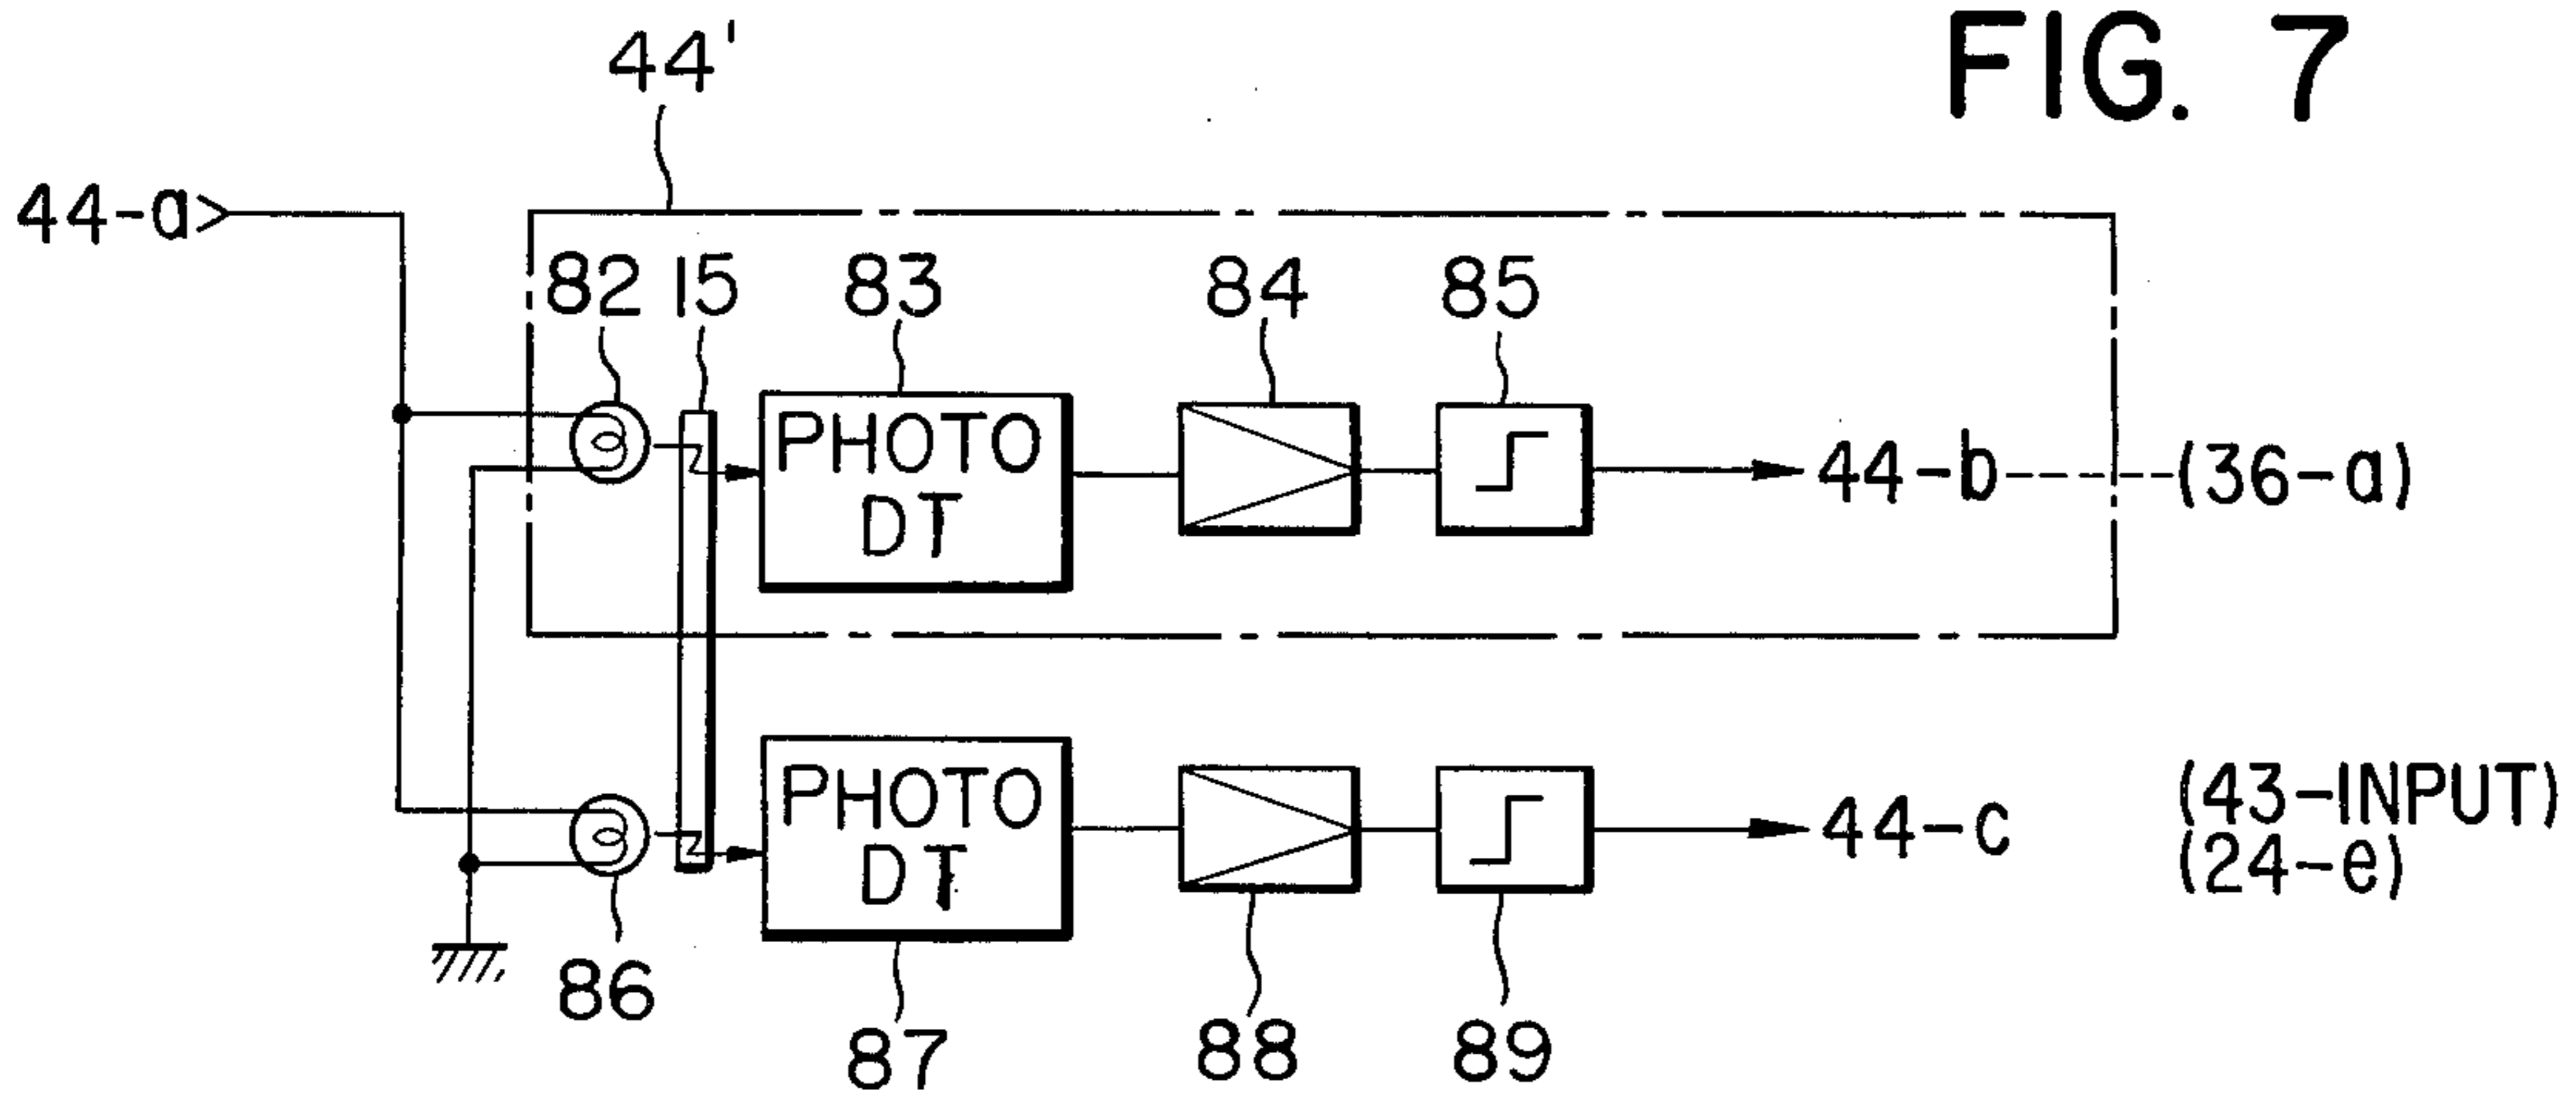 FIG. 7
44'
44-a
82 15 83 84 85
PHOTO
DT
44-b
(36-a)
PHOTO
DT
44-c
(43-INPUT)
(24-e)
86
87
88
89